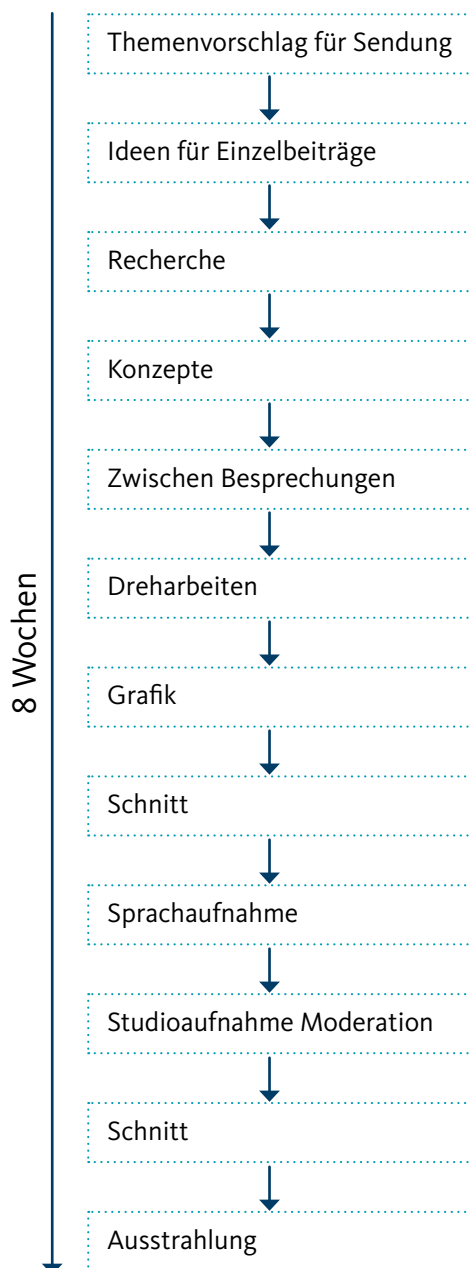 Themenvorschlag für Sendung
Ideen für Einzelbeiträge
Recherche
Konzepte
Zwischen Besprechungen
Dreharbeiten
Grafik
Schnitt
Sprachaufnahme
Studioaufnahme Moderation
Schnitt
Ausstrahlung
8 Wochen